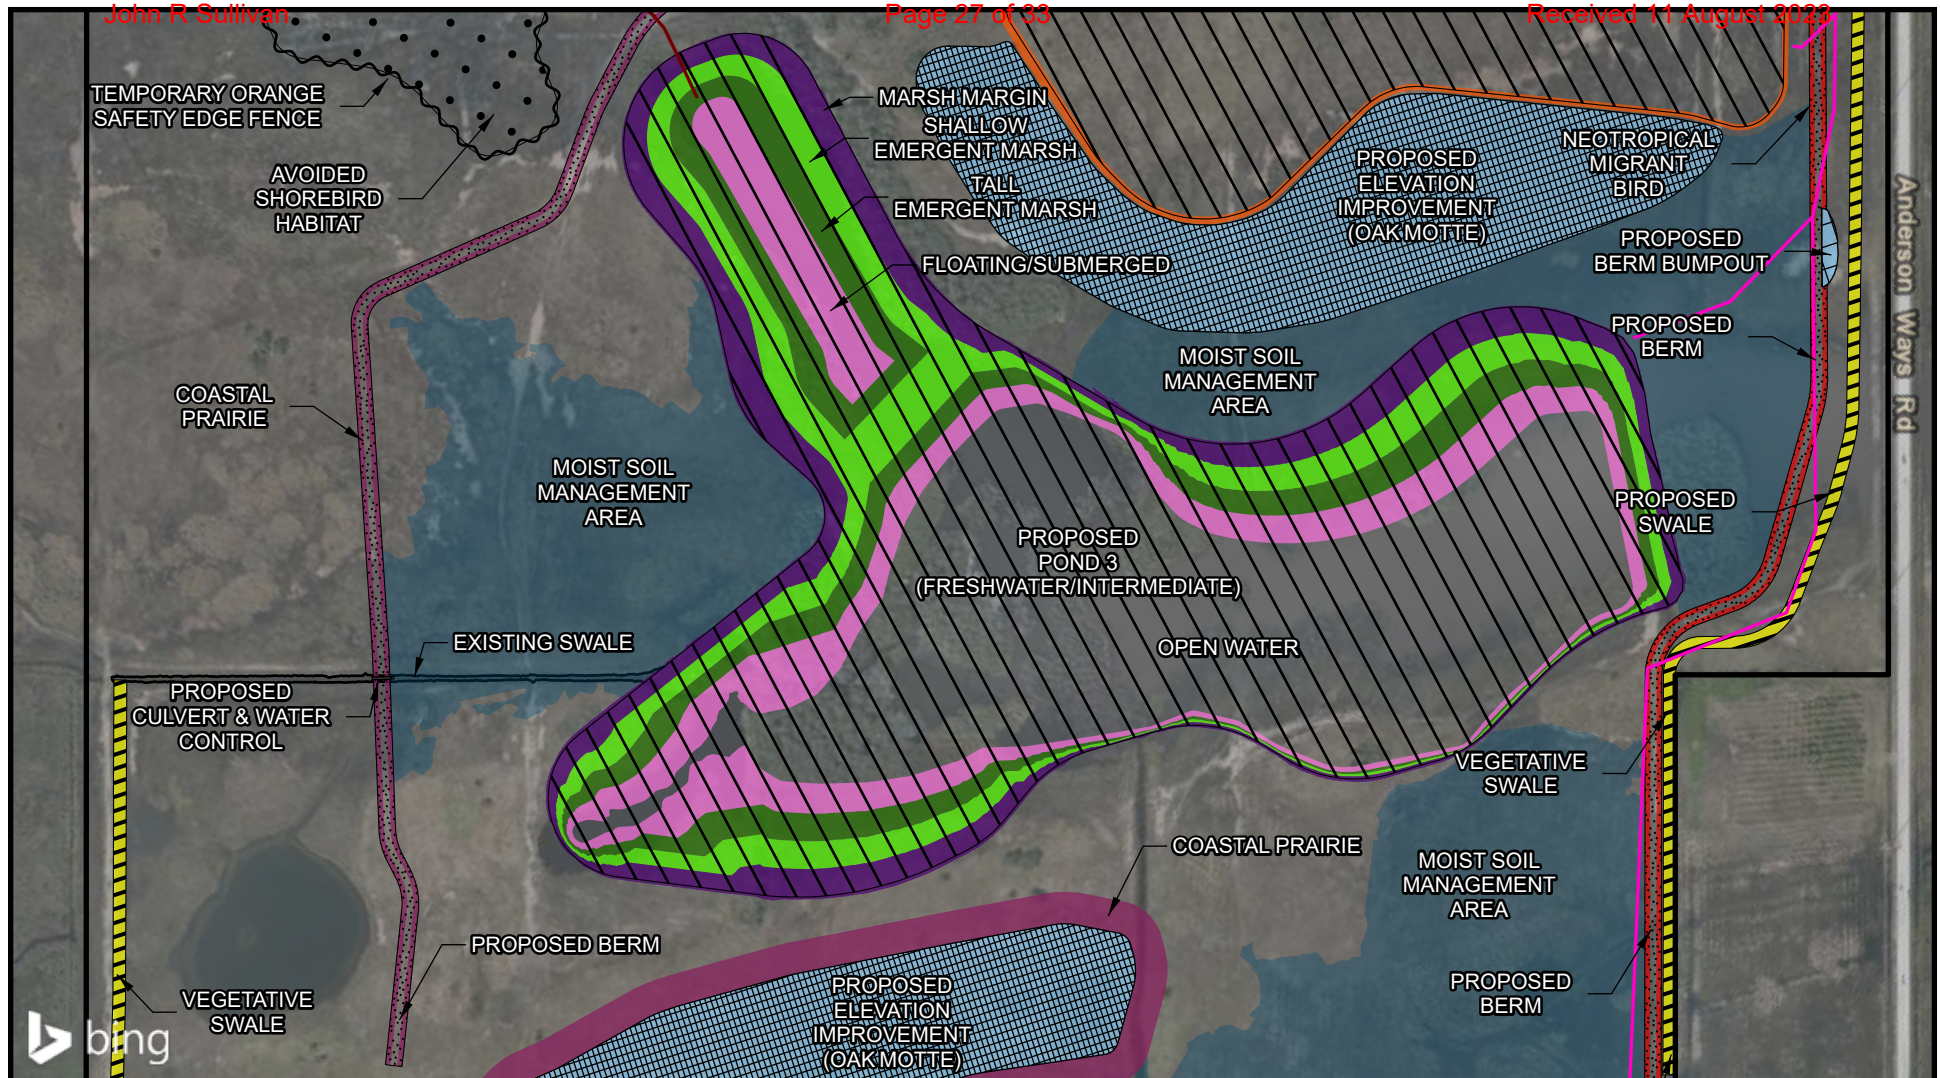 John R Sullivan
Page 27 of 33
Received 11 August 2023
TEMPORARY ORANGE
SAFETY EDGE FENCE
AVOIDED
SHOREBIRD
HABITAT
MARSH MARGIN
SHALLOW
EMERGENT MARSH
TALL
EMERGENT MARSH
FLOATING/SUBMERGED
PROPOSED
ELEVATION
IMPROVEMENT
(OAK MOTTE)
NEOTROPICAL
MIGRANT
BIRD
PROPOSED
BERM BUMPOUT
PROPOSED
BERM
Anderson Ways Rd
MOIST SOIL
MANAGEMENT
AREA
COASTAL
PRAIRIE
MOIST SOIL
MANAGEMENT
AREA
PROPOSED
SWALE
PROPOSED
POND 3
(FRESHWATER/INTERMEDIATE)
OPEN WATER
EXISTING SWALE
PROPOSED
CULVERT & WATER
CONTROL
VEGETATIVE
SWALE
COASTAL PRAIRIE
MOIST SOIL
MANAGEMENT
AREA
PROPOSED BERM
PROPOSED
BERM
VEGETATIVE
SWALE
PROPOSED
ELEVATION
IMPROVEMENT
(OAK MOTTE)
bing